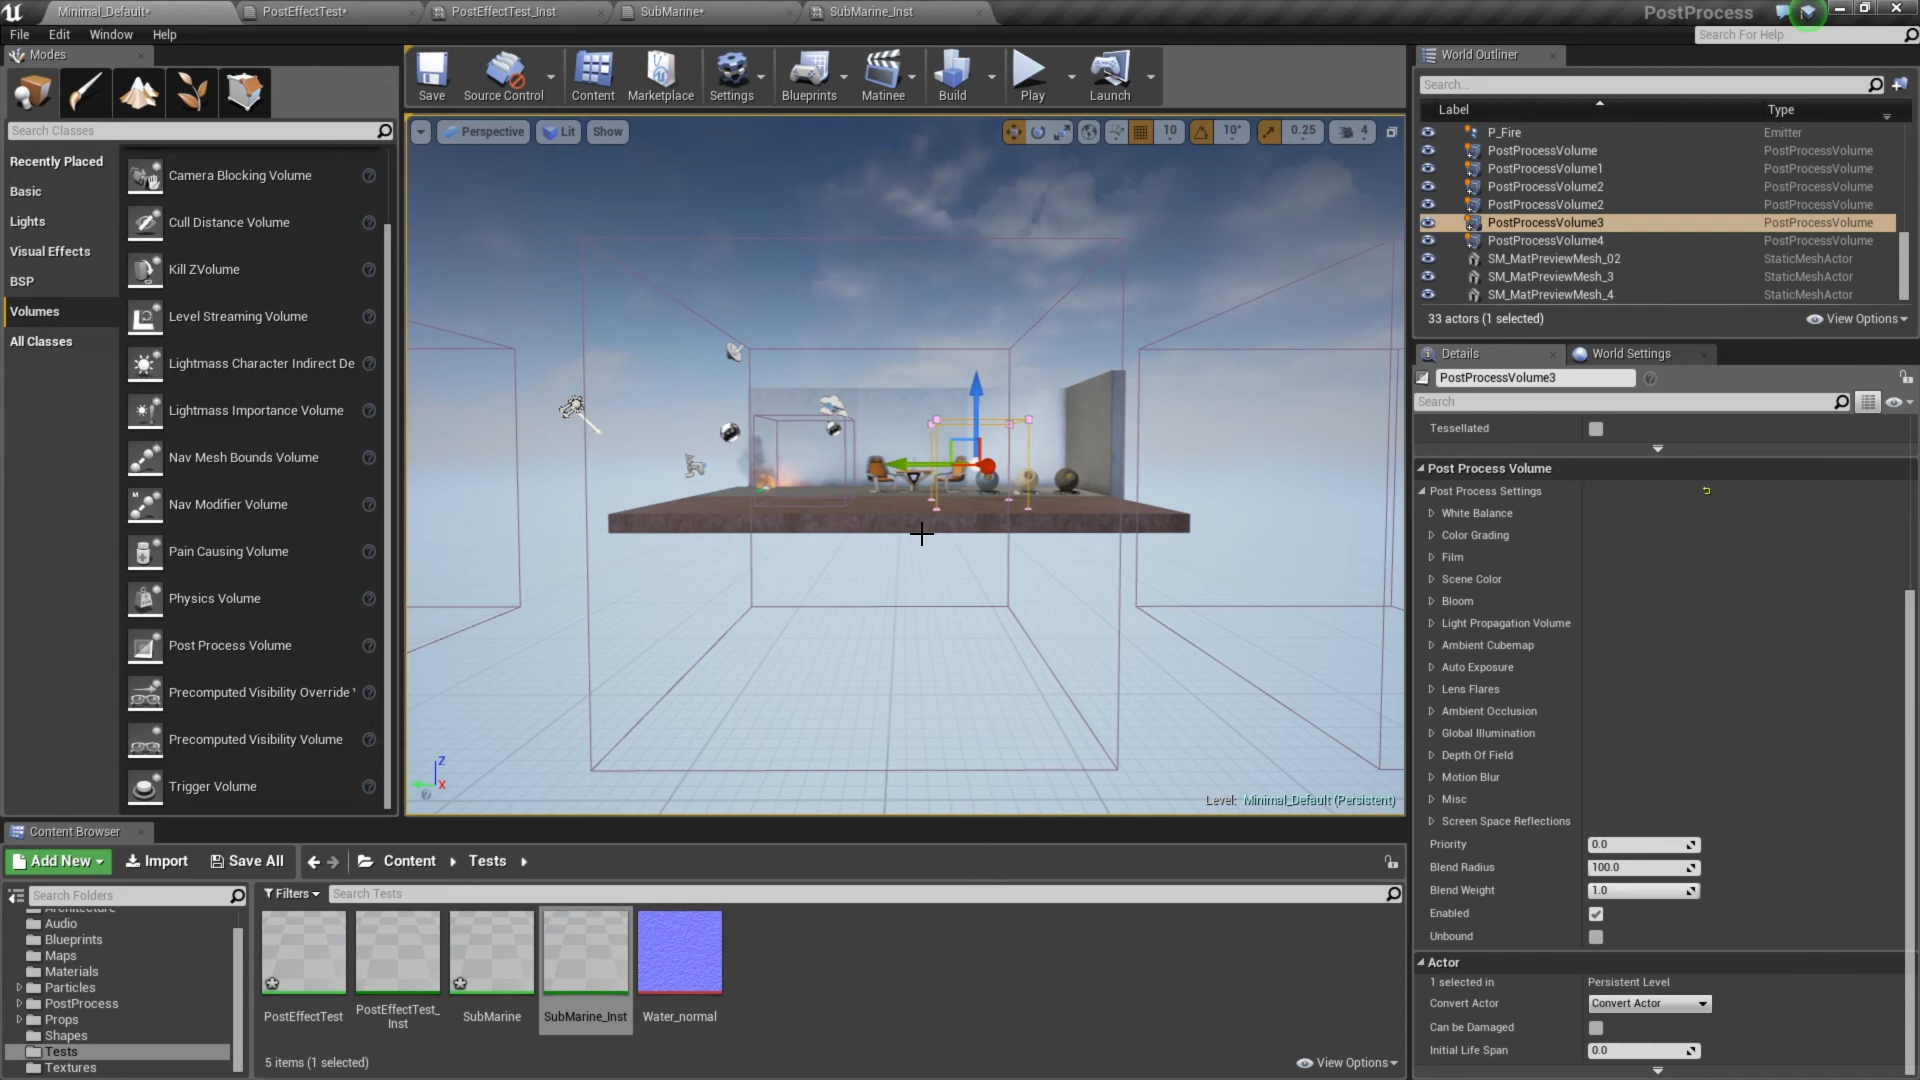 Minimal_Default*
PostEffectTest*
PostEffectTest_Inst
SubMarine*
SubMarine_Inst
PostProcess
File Edit Window Help
Search For Help
Modes
Search Classes
Recently Placed
Basic
Lights
Visual Effects
BSP
Volumes
All Classes
Camera Blocking Volume
Cull Distance Volume
Kill ZVolume
Level Streaming Volume
Lightmass Character Indirect De
Lightmass Importance Volume
Nav Mesh Bounds Volume
Nav Modifier Volume
Pain Causing Volume
Physics Volume
Post Process Volume
Precomputed Visibility Override
Precomputed Visibility Volume
Trigger Volume
Save
Source Control
Content
Marketplace
Settings
Blueprints
Matinee
Build
Play
Launch
Perspective
Lit
Show
10
10°
0.25
4
Z
X
Level: Minimal_Default (Persistent)
World Outliner
Search...
Label Type
P_Fire Emitter
PostProcessVolume PostProcessVolume
PostProcessVolume1 PostProcessVolume
PostProcessVolume2 PostProcessVolume
PostProcessVolume2 PostProcessVolume
PostProcessVolume3 PostProcessVolume
PostProcessVolume4 PostProcessVolume
SM_MatPreviewMesh_02 StaticMeshActor
SM_MatPreviewMesh_3 StaticMeshActor
SM_MatPreviewMesh_4 StaticMeshActor
33 actors (1 selected) View Options
Details
World Settings
PostProcessVolume3
Search
Tessellated
Post Process Volume
Post Process Settings
White Balance
Color Grading
Film
Scene Color
Bloom
Light Propagation Volume
Ambient Cubemap
Auto Exposure
Lens Flares
Ambient Occlusion
Global Illumination
Depth Of Field
Motion Blur
Misc
Screen Space Reflections
Priority 0.0
Blend Radius 100.0
Blend Weight 1.0
Enabled
Unbound
Actor
1 selected in Persistent Level
Convert Actor Convert Actor
Can be Damaged
Initial Life Span 0.0
Content Browser
Add New Import Save All Content Tests
Search Folders
Architecture
Audio
Blueprints
Maps
Materials
Particles
PostProcess
Props
Shapes
Tests
Textures
Filters Search Tests
PostEffectTest
PostEffectTest_
Inst
SubMarine
SubMarine_Inst
Water_normal
5 items (1 selected) View Options